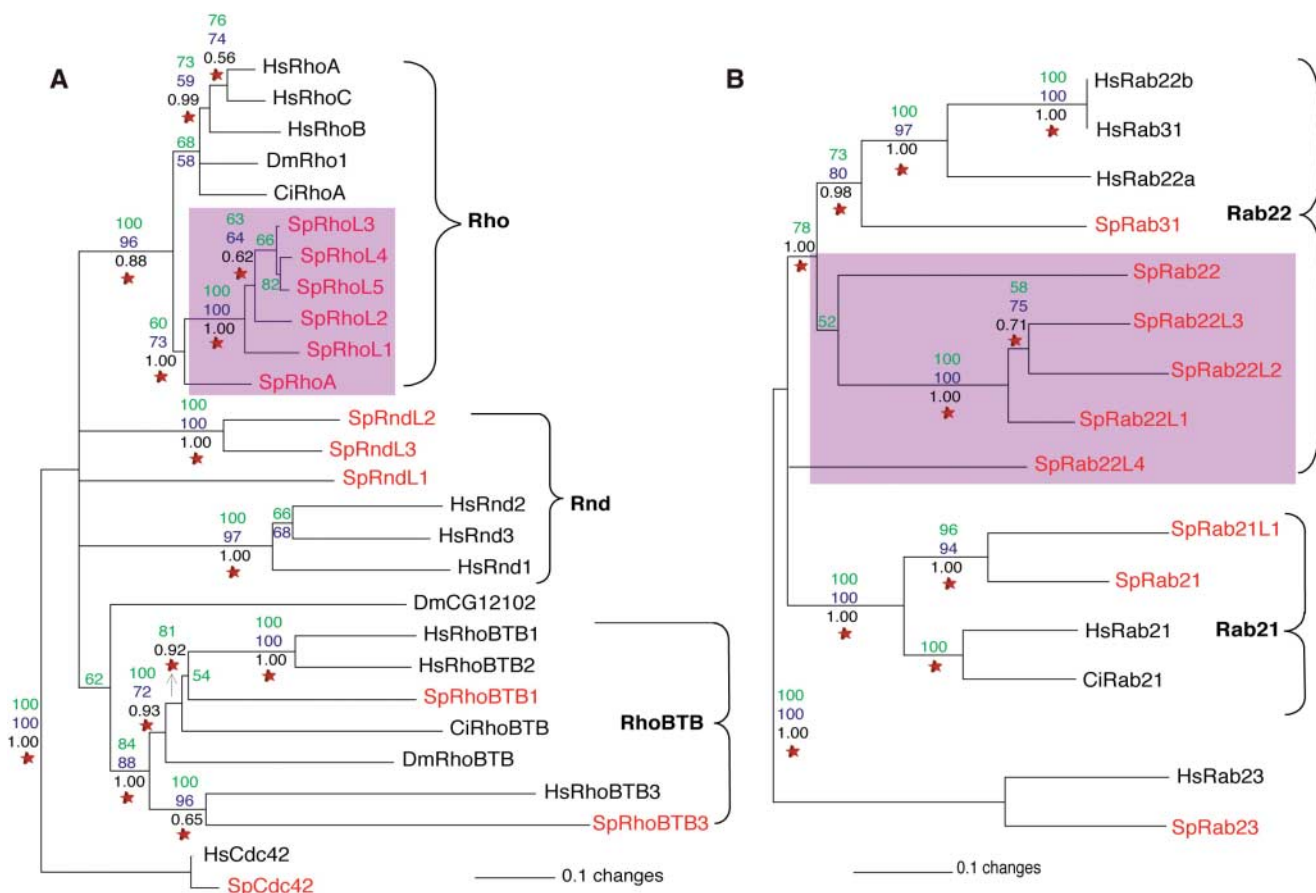 A
76
74
0.56
73
59
0.99
HsRhoA
HsRhoC
HsRhoB
68
58
DmRho1
CiRhoA
Rho
100
96
0.88
63
64
0.62
66
82
SpRhoL3
SpRhoL4
SpRhoL5
100
100
1.00
SpRhoL2
SpRhoL1
60
73
1.00
SpRhoA
100
100
1.00
SpRndL2
SpRndL3
SpRndL1
Rnd
100
97
1.00
66
68
HsRnd2
HsRnd3
HsRnd1
DmCG12102
62
81
0.92
100
100
1.00
HsRhoBTB1
HsRhoBTB2
54
SpRhoBTB1
100
72
0.93
CiRhoBTB
RhoBTB
DmRhoBTB
84
88
1.00
100
96
0.65
HsRhoBTB3
SpRhoBTB3
100
100
1.00
HsCdc42
SpCdc42
0.1 changes
B
100
100
1.00
HsRab22b
HsRab31
100
97
1.00
HsRab22a
73
80
0.98
SpRab31
Rab22
78
1.00
SpRab22
52
58
75
0.71
SpRab22L3
SpRab22L2
100
100
1.00
SpRab22L1
SpRab22L4
96
94
1.00
SpRab21L1
SpRab21
100
100
1.00
Rab21
100
HsRab21
CiRab21
100
100
1.00
HsRab23
SpRab23
0.1 changes